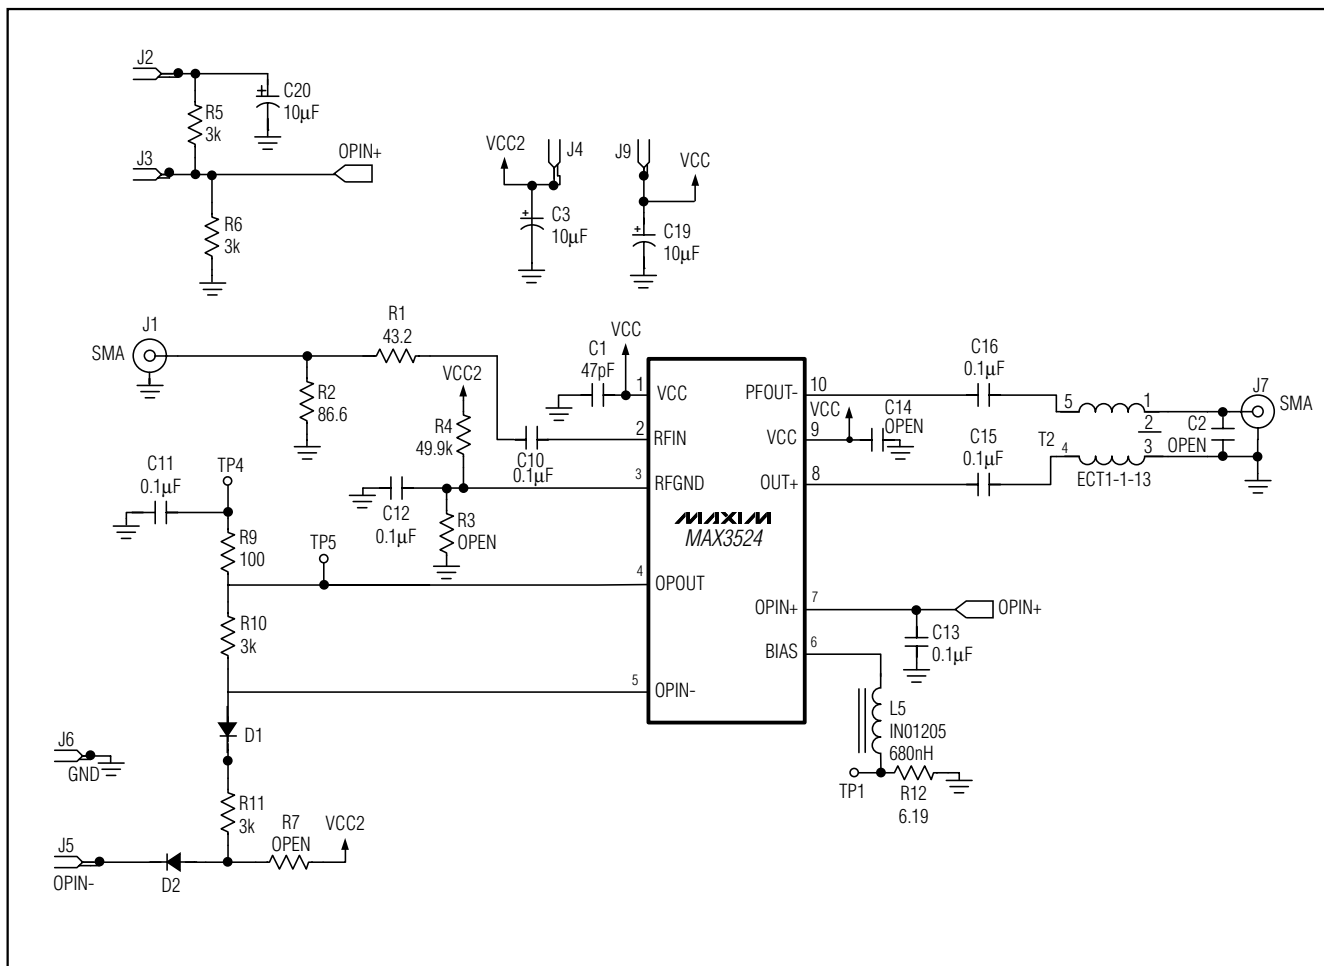 J2
+
C20
10µF
R5
3k
J3
OPIN+
R6
3k
VCC2
J4
+
C3
10µF
J9
VCC
+
C19
10µF
J1
SMA
R1
43.2
R2
86.6
VCC2
R4
49.9k
C1
47pF
VCC
C10
0.1µF
C12
0.1µF
R3
OPEN
C11
0.1µF
TP4
R9
100
TP5
R10
3k
D1
J6
GND
R11
3k
R7
OPEN
VCC2
J5
OPIN-
D2
1
VCC
2
RFIN
3
RFGND
4
OPOUT
5
OPIN-
MAXIM
MAX3524
PFOUT-
10
VCC
9
OUT+
8
OPIN+
7
BIAS
6
VCC
C14
OPEN
C16
0.1µF
C15
0.1µF
T2
5
1
2
4
3
ECT1-1-13
C2
OPEN
J7
SMA
OPIN+
C13
0.1µF
L5
IN01205
680nH
TP1
R12
6.19